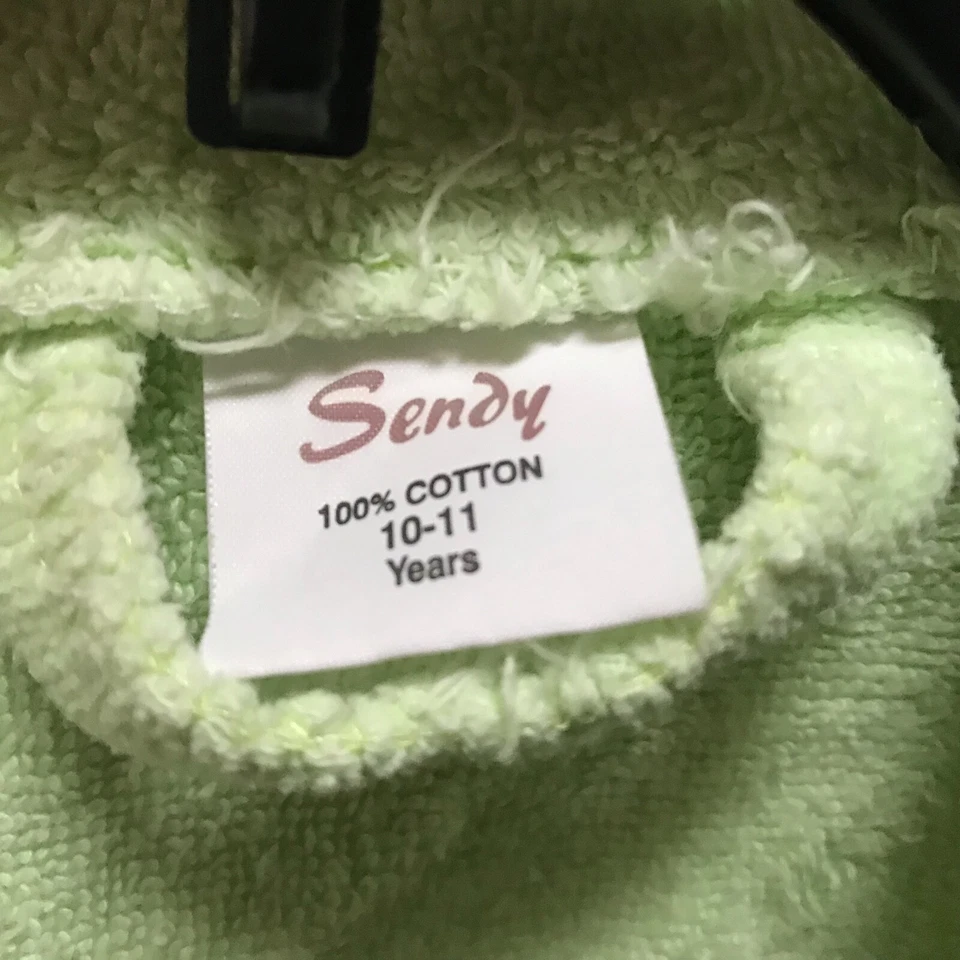 Sendy
100% COTTON
10-11
Years